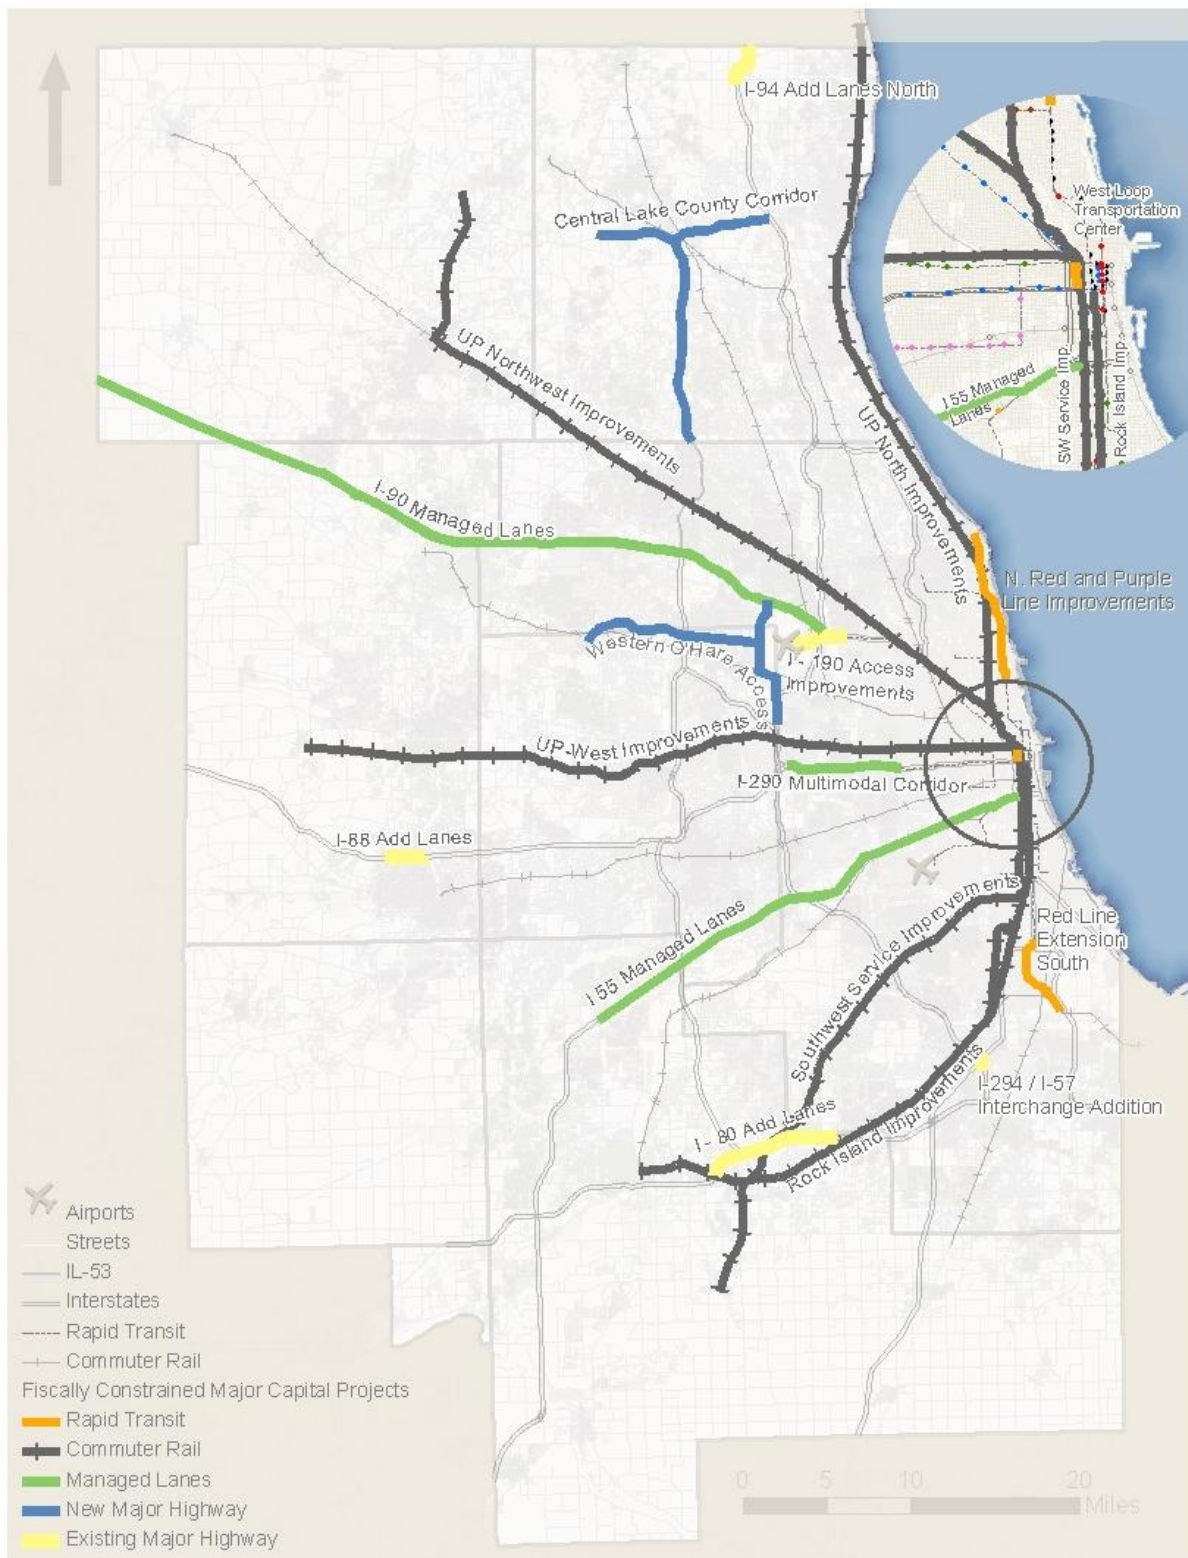 I-94 Add Lanes North
Central Lake County Corridor
West Loop
Transportation
Center
UP Northwest Improvements
I 55 Managed
Lanes
SW Service Imp.
Rock Island Imp.
UP North Improvements
I-90 Managed Lanes
N. Red and Purple
Line Improvements
Western O'Hare Access
I - 190 Access
Improvements
UP-West Improvements
I-290 Multimodal Corridor
I-88 Add Lanes
I 55 Managed Lanes
Southwest Service Improvements
Red Line
Extension
South
I-294 / I-57
Interchange Addition
I - 80 Add Lanes
Rock Island Improvements
Airports
Streets
IL-53
Interstates
Rapid Transit
Commuter Rail
Fiscally Constrained Major Capital Projects
Rapid Transit
Commuter Rail
Managed Lanes
New Major Highway
Existing Major Highway
0 5 10 20
Miles